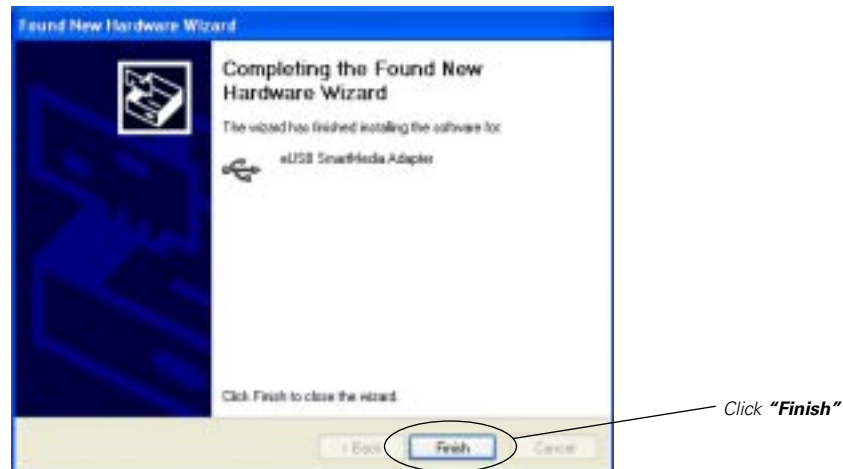 Found New Hardware Wizard
Completing the Found New
Hardware Wizard
The wizard has finished installing the software for:
eUSB SmartMedia Adapter
Click Finish to close the wizard.
< Back
Finish
Cancel
Click "Finish"